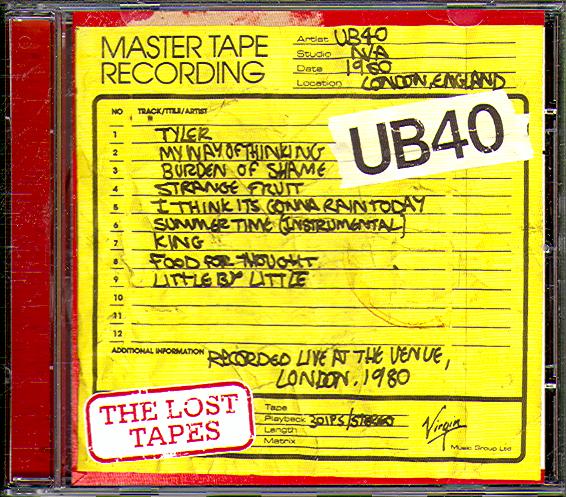 MASTER TAPE
RECORDING
Artist UB40
Studio N/A
Date 1980
Location LONDON, ENGLAND
UB40
NO TRACK/TITLE/ARTIST
1 TYLER
2 MY WAY OF THINKING
3 BURDEN OF SHAME
4 STRANGE FRUIT
5 I THINK ITS GONNA RAIN TODAY
6 SUMMER TIME (INSTRUMENTAL)
7 KING
8 FOOD FOR THOUGHT
9 LITTLE BY LITTLE
10
11
12
ADDITIONAL INFORMATION RECORDED LIVE AT THE VENUE,
LONDON. 1980
THE LOST
TAPES
Tape
Playback 30IPS/STEREO
Length
Matrix
Virgin
Music Group Ltd